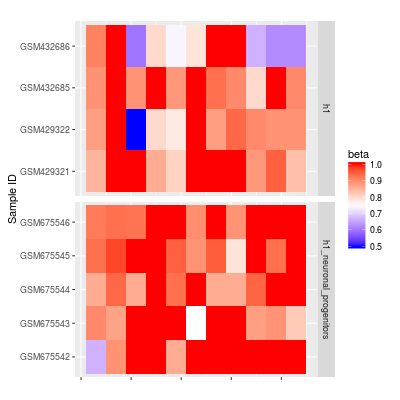 GSM432686
GSM432685
GSM429322
GSM429321
h1
GSM675546
GSM675545
GSM675544
GSM675543
GSM675542
h1_neuronal_progenitors
Sample ID
beta
1.0
0.9
0.8
0.7
0.6
0.5